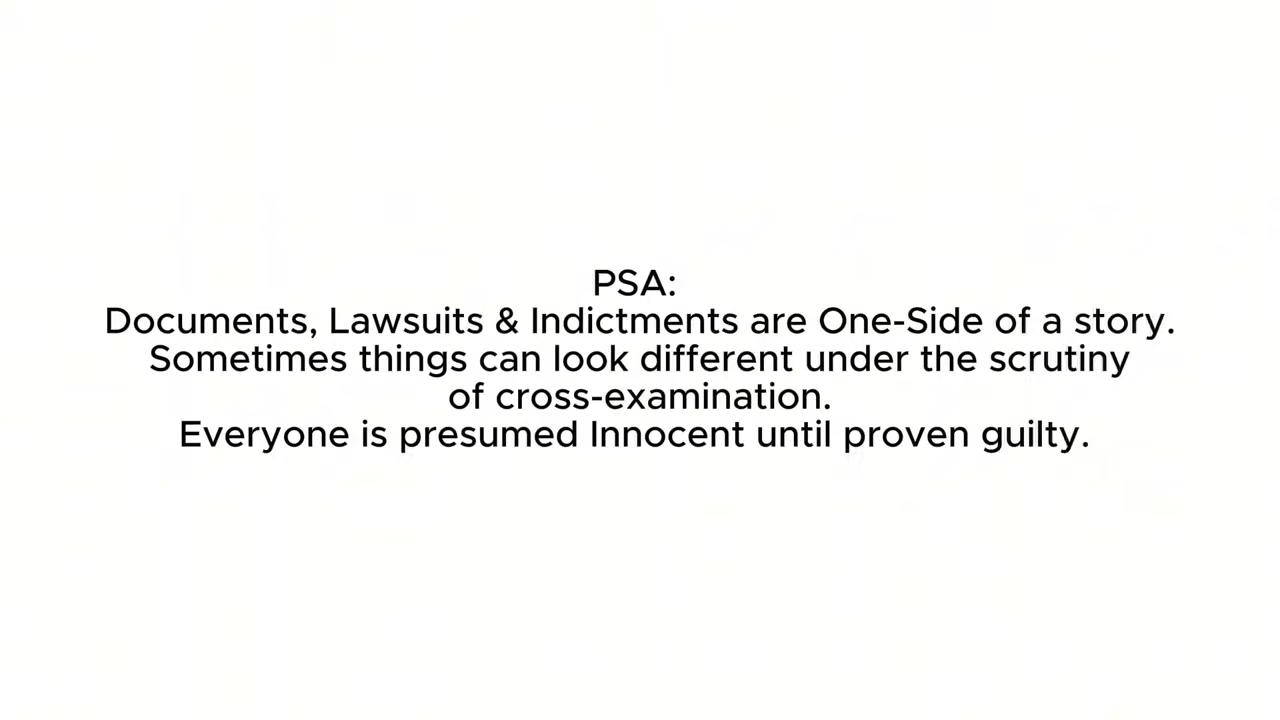 PSA:
Documents, Lawsuits & Indictments are One-Side of a story.
Sometimes things can look different under the scrutiny
of cross-examination.
Everyone is presumed Innocent until proven guilty.